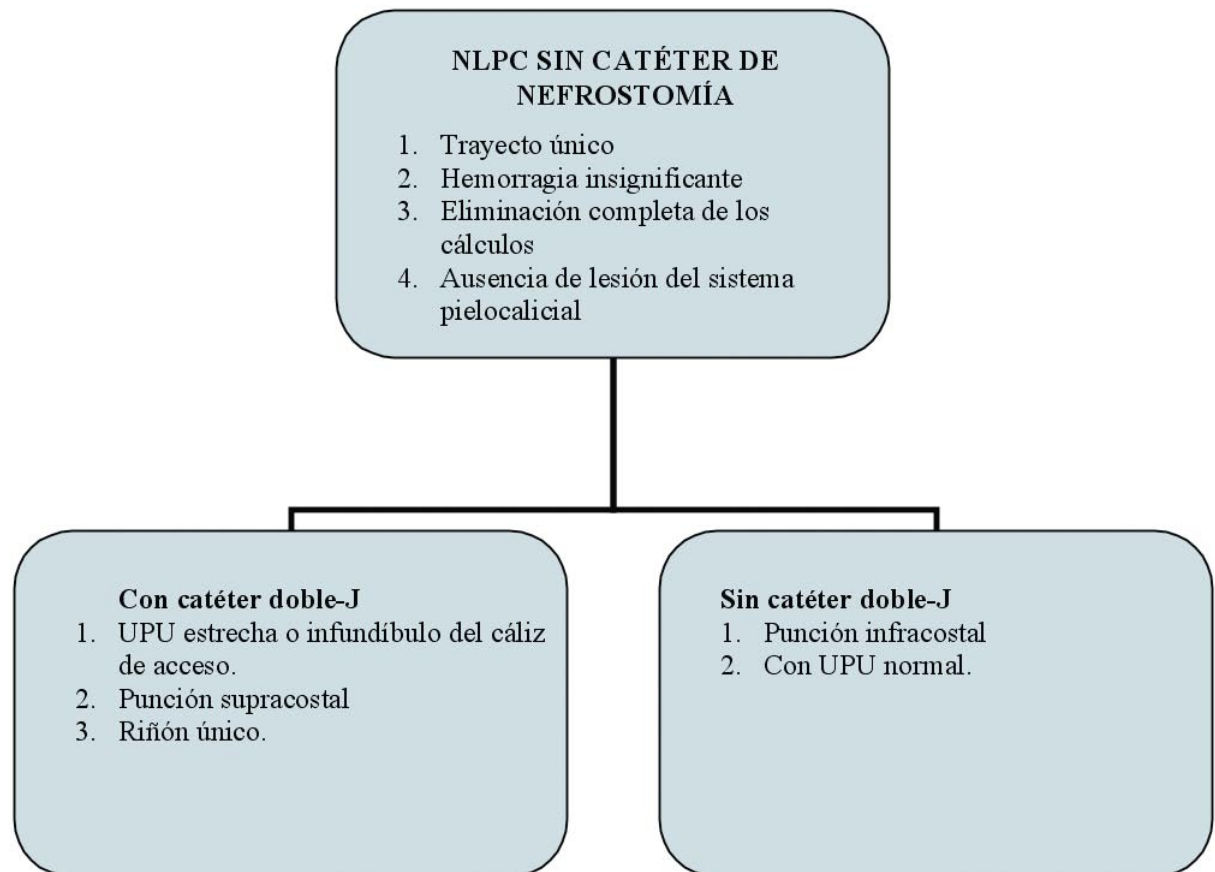 NLPC SIN CATÉTER DE
NEFROSTOMÍA
1. Trayecto único
2. Hemorragia insignificante
3. Eliminación completa de los
cálculos
4. Ausencia de lesión del sistema
pielocalicial
Con catéter doble-J
1. UPU estrecha o infundíbulo del cáliz
de acceso.
2. Punción supracostal
3. Riñón único.
Sin catéter doble-J
1. Punción infracostal
2. Con UPU normal.